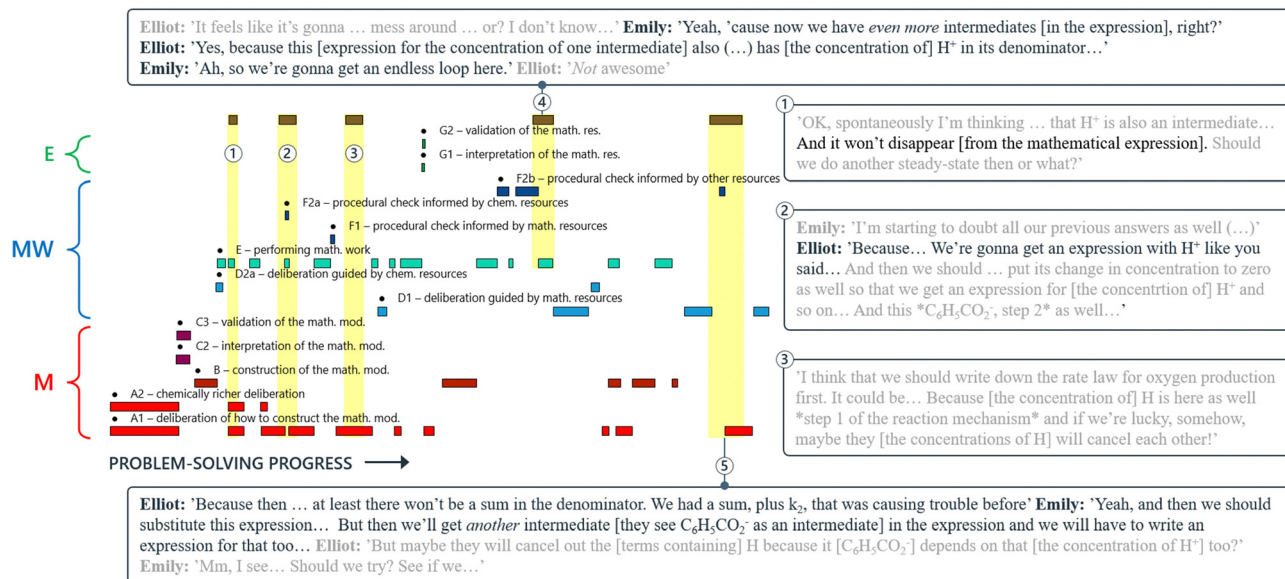 Elliot: 'It feels like it's gonna … mess around … or? I don't know…' Emily: 'Yeah, 'cause now we have even more intermediates [in the expression], right?'
Elliot: 'Yes, because this [expression for the concentration of one intermediate] also (…) has [the concentration of] H⁺ in its denominator…'
Emily: 'Ah, so we're gonna get an endless loop here.' Elliot: 'Not awesome'
4
1
'OK, spontaneously I'm thinking … that H⁺ is also an intermediate…
And it won't disappear [from the mathematical expression]. Should
we do another steady-state then or what?'
E
1
2
3
G2 – validation of the math. res.
G1 – interpretation of the math. res.
MW
F2b – procedural check informed by other resources
F2a – procedural check informed by chem. resources
F1 – procedural check informed by math. resources
E – performing math. work
D2a – deliberation guided by chem. resources
D1 – deliberation guided by math. resources
2
Emily: 'I'm starting to doubt all our previous answers as well (…)'
Elliot: 'Because… We're gonna get an expression with H⁺ like you
said… And then we should … put its change in concentration to zero
as well so that we get an expression for [the concentrtion of] H⁺ and
so on… And this *C₆H₅CO₂⁻, step 2* as well…'
M
C3 – validation of the math. mod.
C2 – interpretation of the math. mod.
B – construction of the math. mod.
A2 – chemically richer deliberation
A1 – deliberation of how to construct the math. mod.
3
'I think that we should write down the rate law for oxygen production
first. It could be… Because [the concentration of] H is here as well
*step 1 of the reaction mechanism* and if we're lucky, somehow,
maybe they [the concentrations of H] will cancel each other!'
PROBLEM-SOLVING PROGRESS
5
Elliot: 'Because then … at least there won't be a sum in the denominator. We had a sum, plus k₂, that was causing trouble before' Emily: 'Yeah, and then we should
substitute this expression… But then we'll get another intermediate [they see C₆H₅CO₂⁻ as an intermediate] in the expression and we will have to write an
expression for that too… Elliot: 'But maybe they will cancel out the [terms containing] H because it [C₆H₅CO₂⁻] depends on that [the concentration of H⁺] too?'
Emily: 'Mm, I see… Should we try? See if we…'